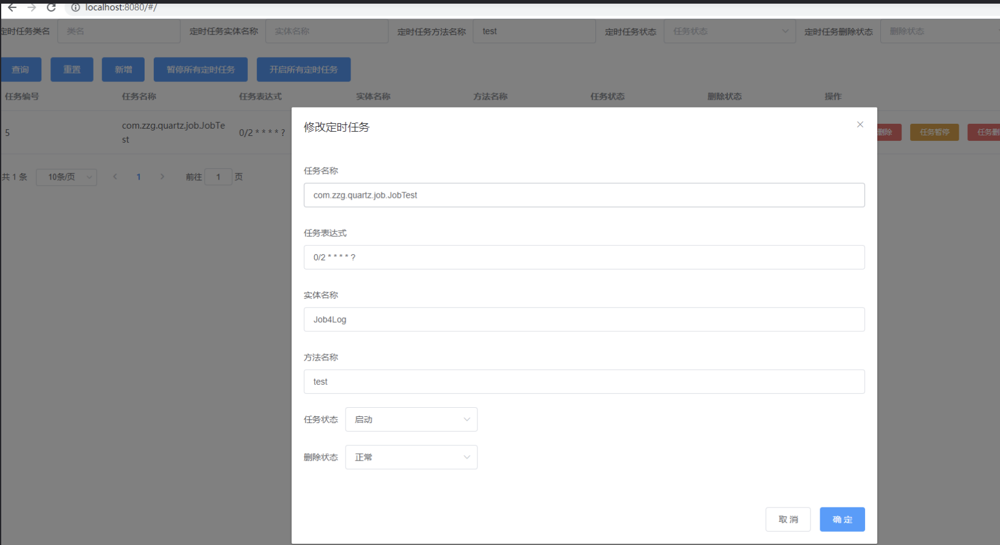 localhost:8080/#/
定时任务类名 类名 定时任务实体名称 实体名称 定时任务方法名称 test 定时任务状态 任务状态 定时任务删除状态 删除状态
查询 重置 新增 暂停所有定时任务 开启所有定时任务
任务编号 任务名称 任务表达式 实体名称 方法名称 任务状态 删除状态 操作
5 com.zzg.quartz.job.JobTe 0/2 * * * * ? 删除 任务暂停 任务删
st
共 1 条 10条/页 1 前往 1 页
修改定时任务
任务名称
com.zzg.quartz.job.JobTest
任务表达式
0/2 * * * * ?
实体名称
Job4Log
方法名称
test
任务状态 启动
删除状态 正常
取 消 确 定